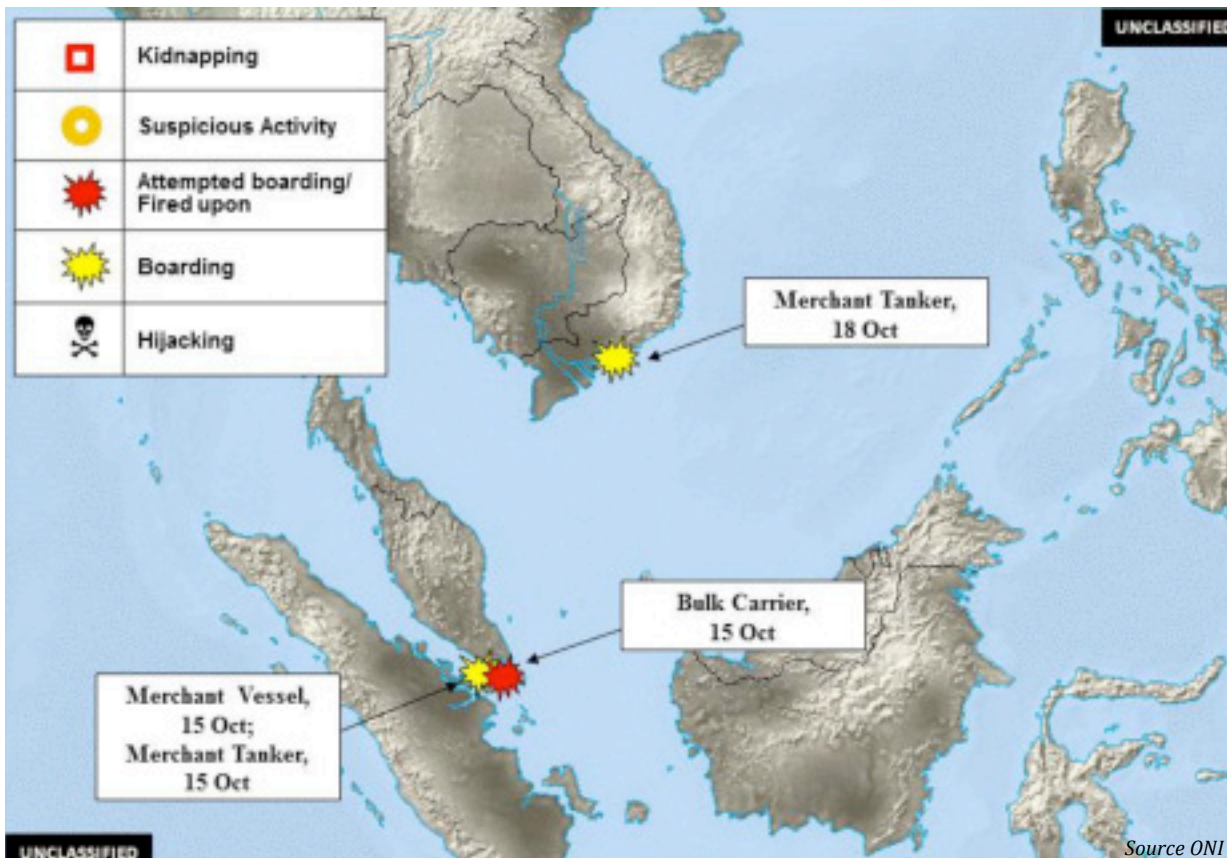 UNCLASSIFIED
Kidnapping
Suspicious Activity
Attempted boarding/
Fired upon
Boarding
Hijacking
Merchant Tanker,
18 Oct
Bulk Carrier,
15 Oct
Merchant Vessel,
15 Oct;
Merchant Tanker,
15 Oct
UNCLASSIFIED
Source ONI